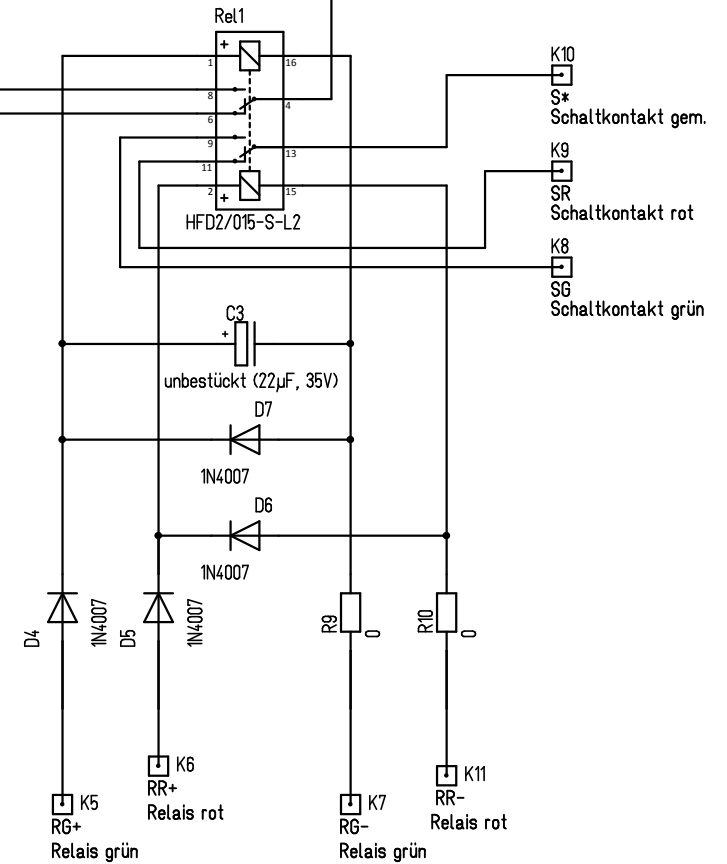 Rel1
+
1
16
8
4
6
9
13
11
2
15
+
HFD2/015-S-L2
K10
S*
Schaltkontakt gem.
K9
SR
Schaltkontakt rot
K8
SG
Schaltkontakt grün
C3
+
unbestückt (22µF, 35V)
D7
1N4007
D6
1N4007
D4
1N4007
D5
1N4007
R9
0
R10
0
K5
RG+
Relais grün
K6
RR+
Relais rot
K7
RG-
Relais grün
K11
RR-
Relais rot